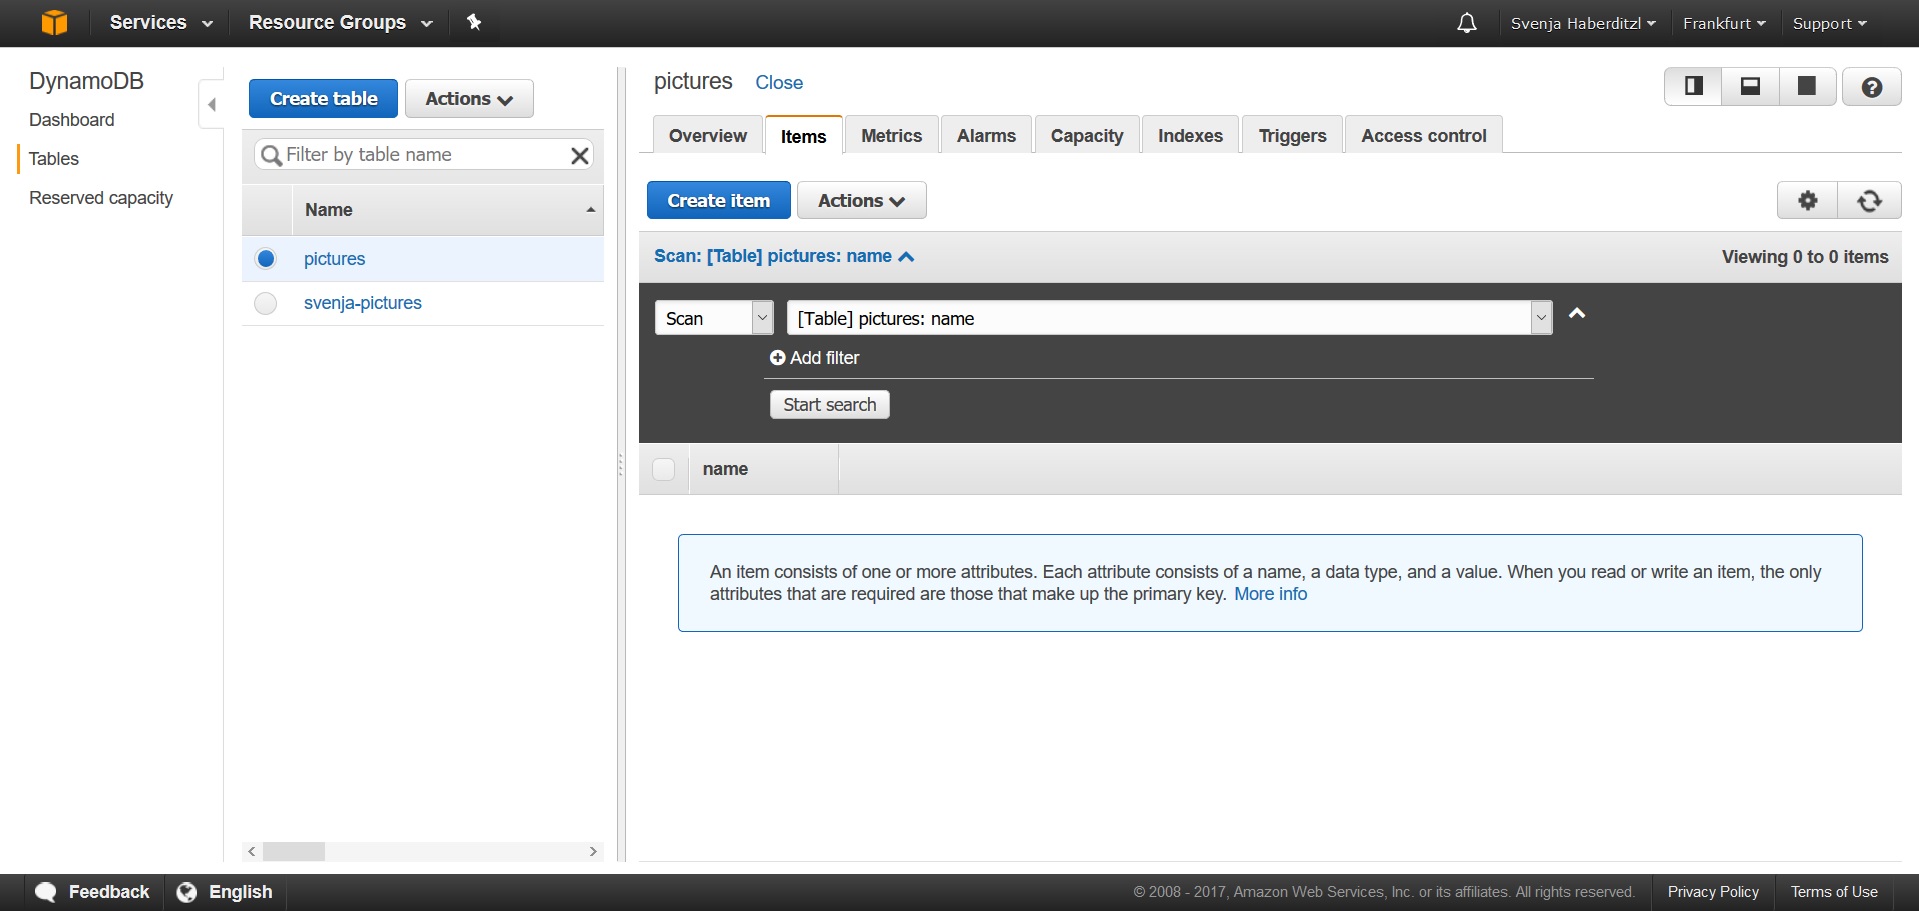 Services Resource Groups Svenja Haberditzl Frankfurt Support
DynamoDB
Dashboard
Tables
Reserved capacity
Create table Actions
Filter by table name
Name
pictures
svenja-pictures
pictures Close
Overview Items Metrics Alarms Capacity Indexes Triggers Access control
Create item Actions
Scan: [Table] pictures: name Viewing 0 to 0 items
Scan [Table] pictures: name
Add filter
Start search
name
An item consists of one or more attributes. Each attribute consists of a name, a data type, and a value. When you read or write an item, the only
attributes that are required are those that make up the primary key. More info
Feedback English © 2008 - 2017, Amazon Web Services, Inc. or its affiliates. All rights reserved. Privacy Policy Terms of Use